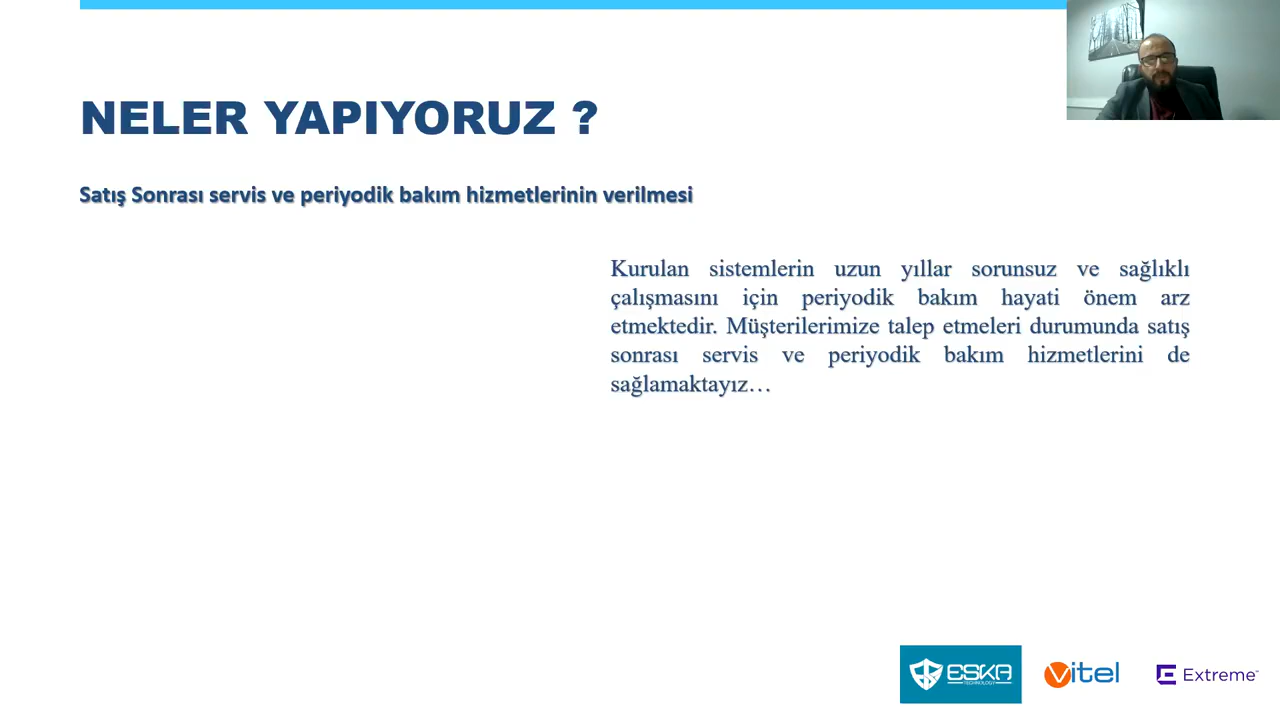 NELER YAPIYORUZ ?
Satış Sonrası servis ve periyodik bakım hizmetlerinin verilmesi
Kurulan sistemlerin uzun yıllar sorunsuz ve sağlıklı
çalışmasını için periyodik bakım hayati önem arz
etmektedir. Müşterilerimize talep etmeleri durumunda satış
sonrası servis ve periyodik bakım hizmetlerini de
sağlamaktayız…
ESKA
TECHNOLOGY
vitel
Extreme™